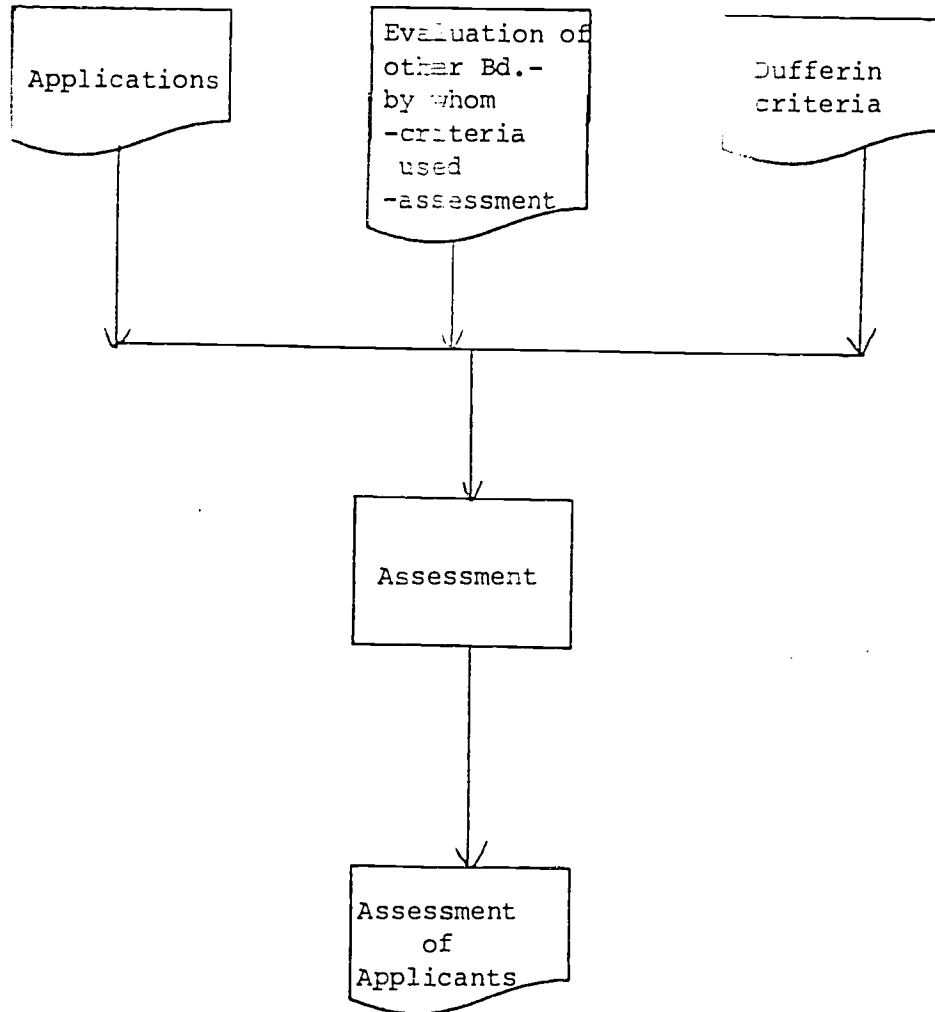 Applications
Evaluation of
other Bd.-
by whom
-criteria
used
-assessment
Dufferin
criteria
Assessment
Assessment
of
Applicants